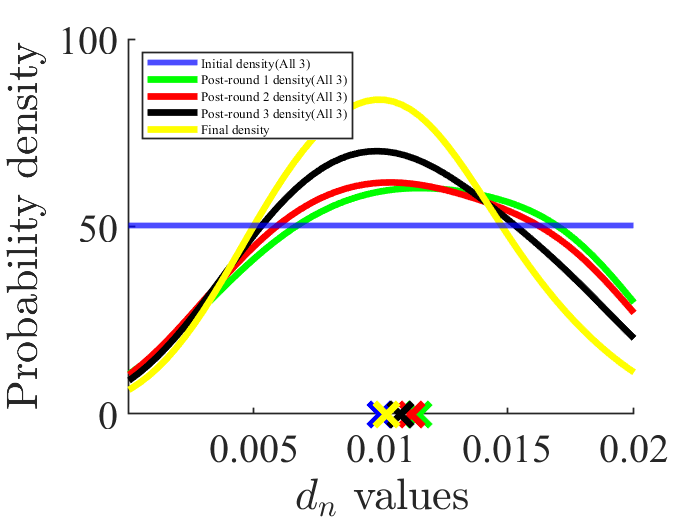 100
Initial density(All 3)
Post-round 1 density(All 3)
Post-round 2 density(All 3)
Post-round 3 density(All 3)
Final density
Probability density
50
0
0.005 0.01 0.015 0.02
dₙ values